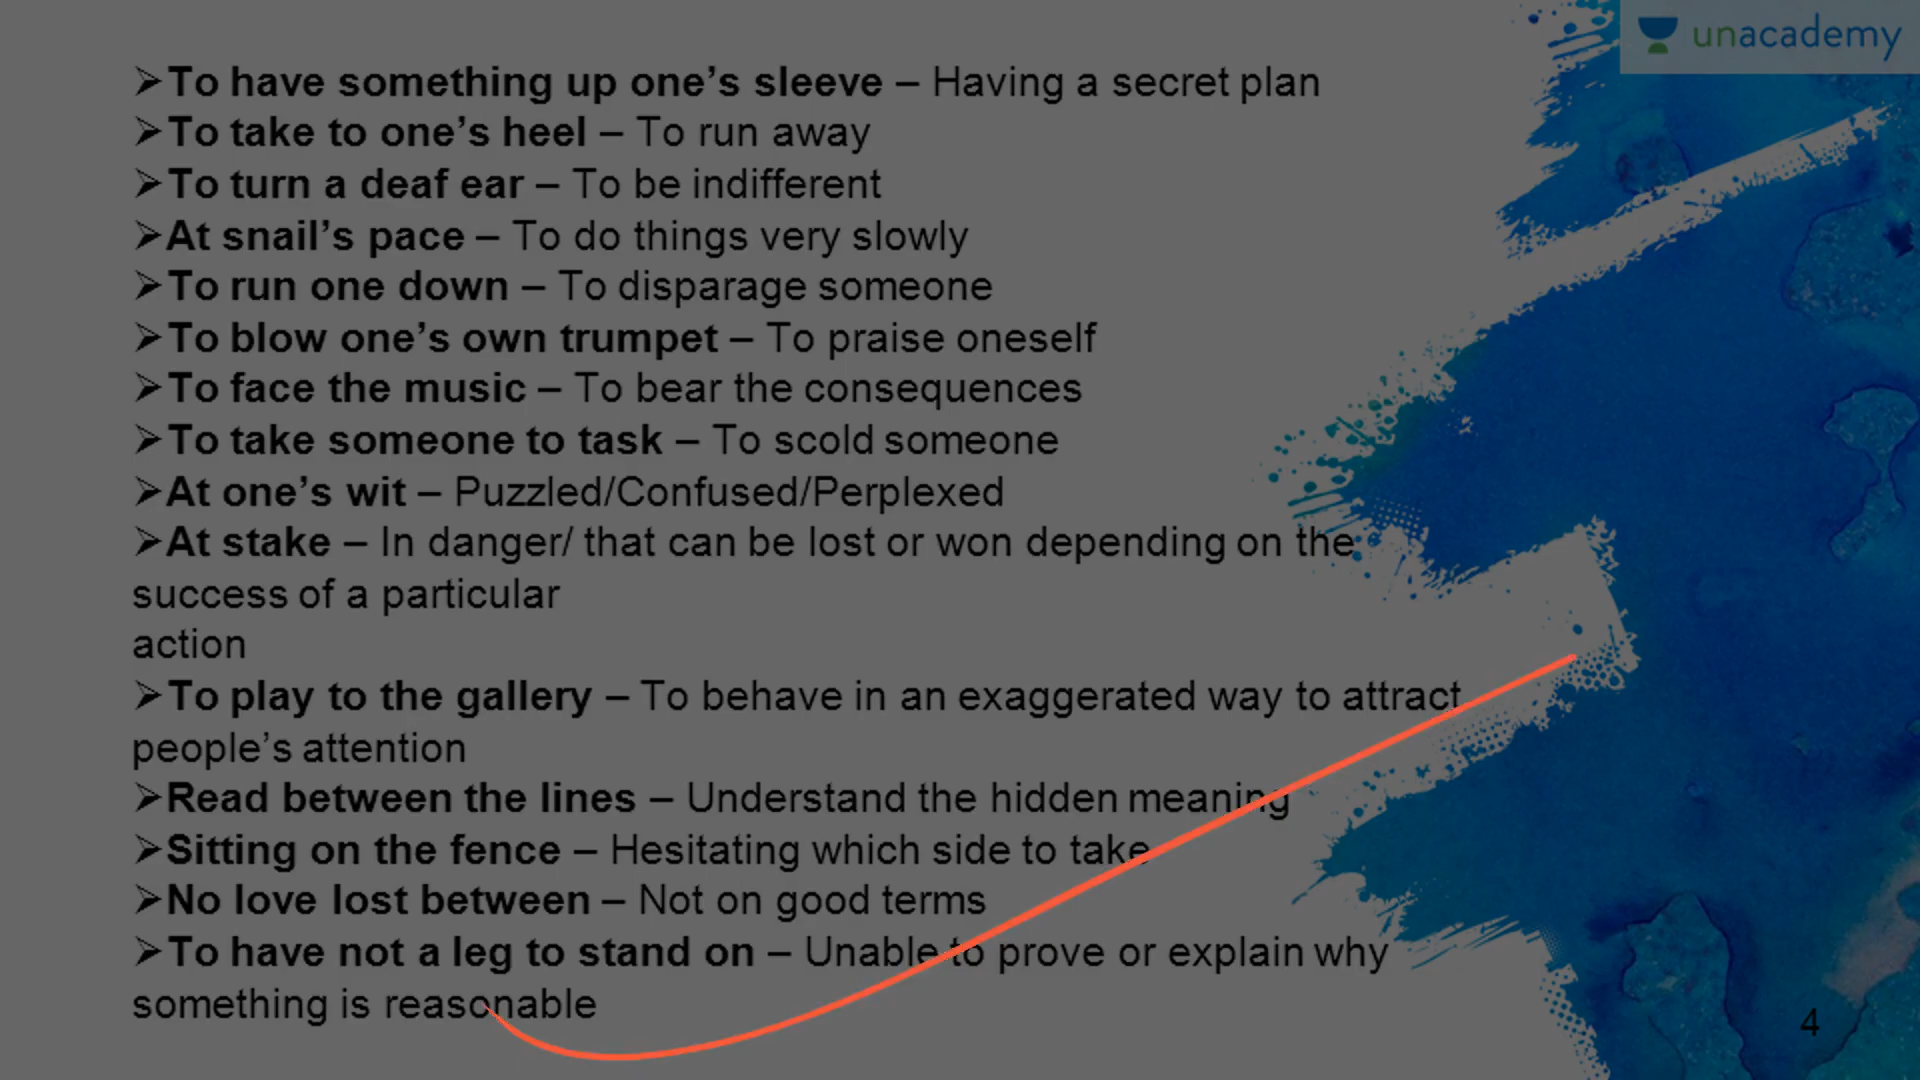 unacademy
➢To have something up one’s sleeve – Having a secret plan
➢To take to one’s heel – To run away
➢To turn a deaf ear – To be indifferent
➢At snail’s pace – To do things very slowly
➢To run one down – To disparage someone
➢To blow one’s own trumpet – To praise oneself
➢To face the music – To bear the consequences
➢To take someone to task – To scold someone
➢At one’s wit – Puzzled/Confused/Perplexed
➢At stake – In danger/ that can be lost or won depending on the
success of a particular
action
➢To play to the gallery – To behave in an exaggerated way to attract
people’s attention
➢Read between the lines – Understand the hidden meaning
➢Sitting on the fence – Hesitating which side to take
➢No love lost between – Not on good terms
➢To have not a leg to stand on – Unable to prove or explain why
something is reasonable
4